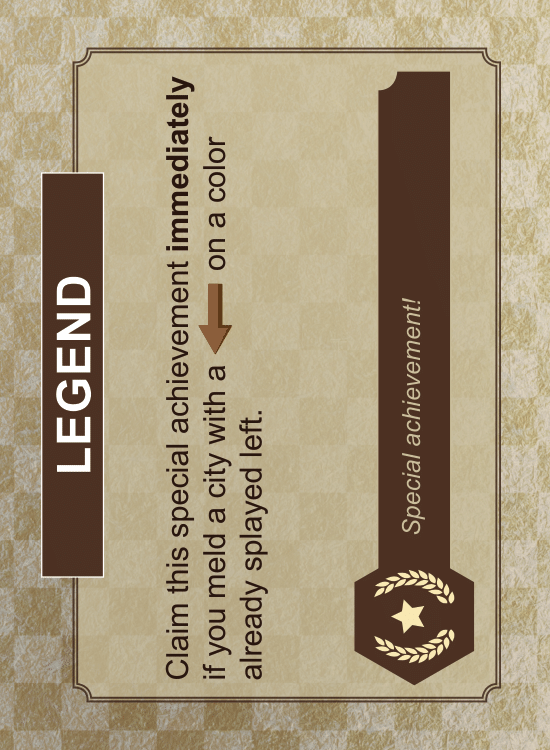 LEGEND
Claim this special achievement immediately
if you meld a city with a on a color
already splayed left.
Special achievement!